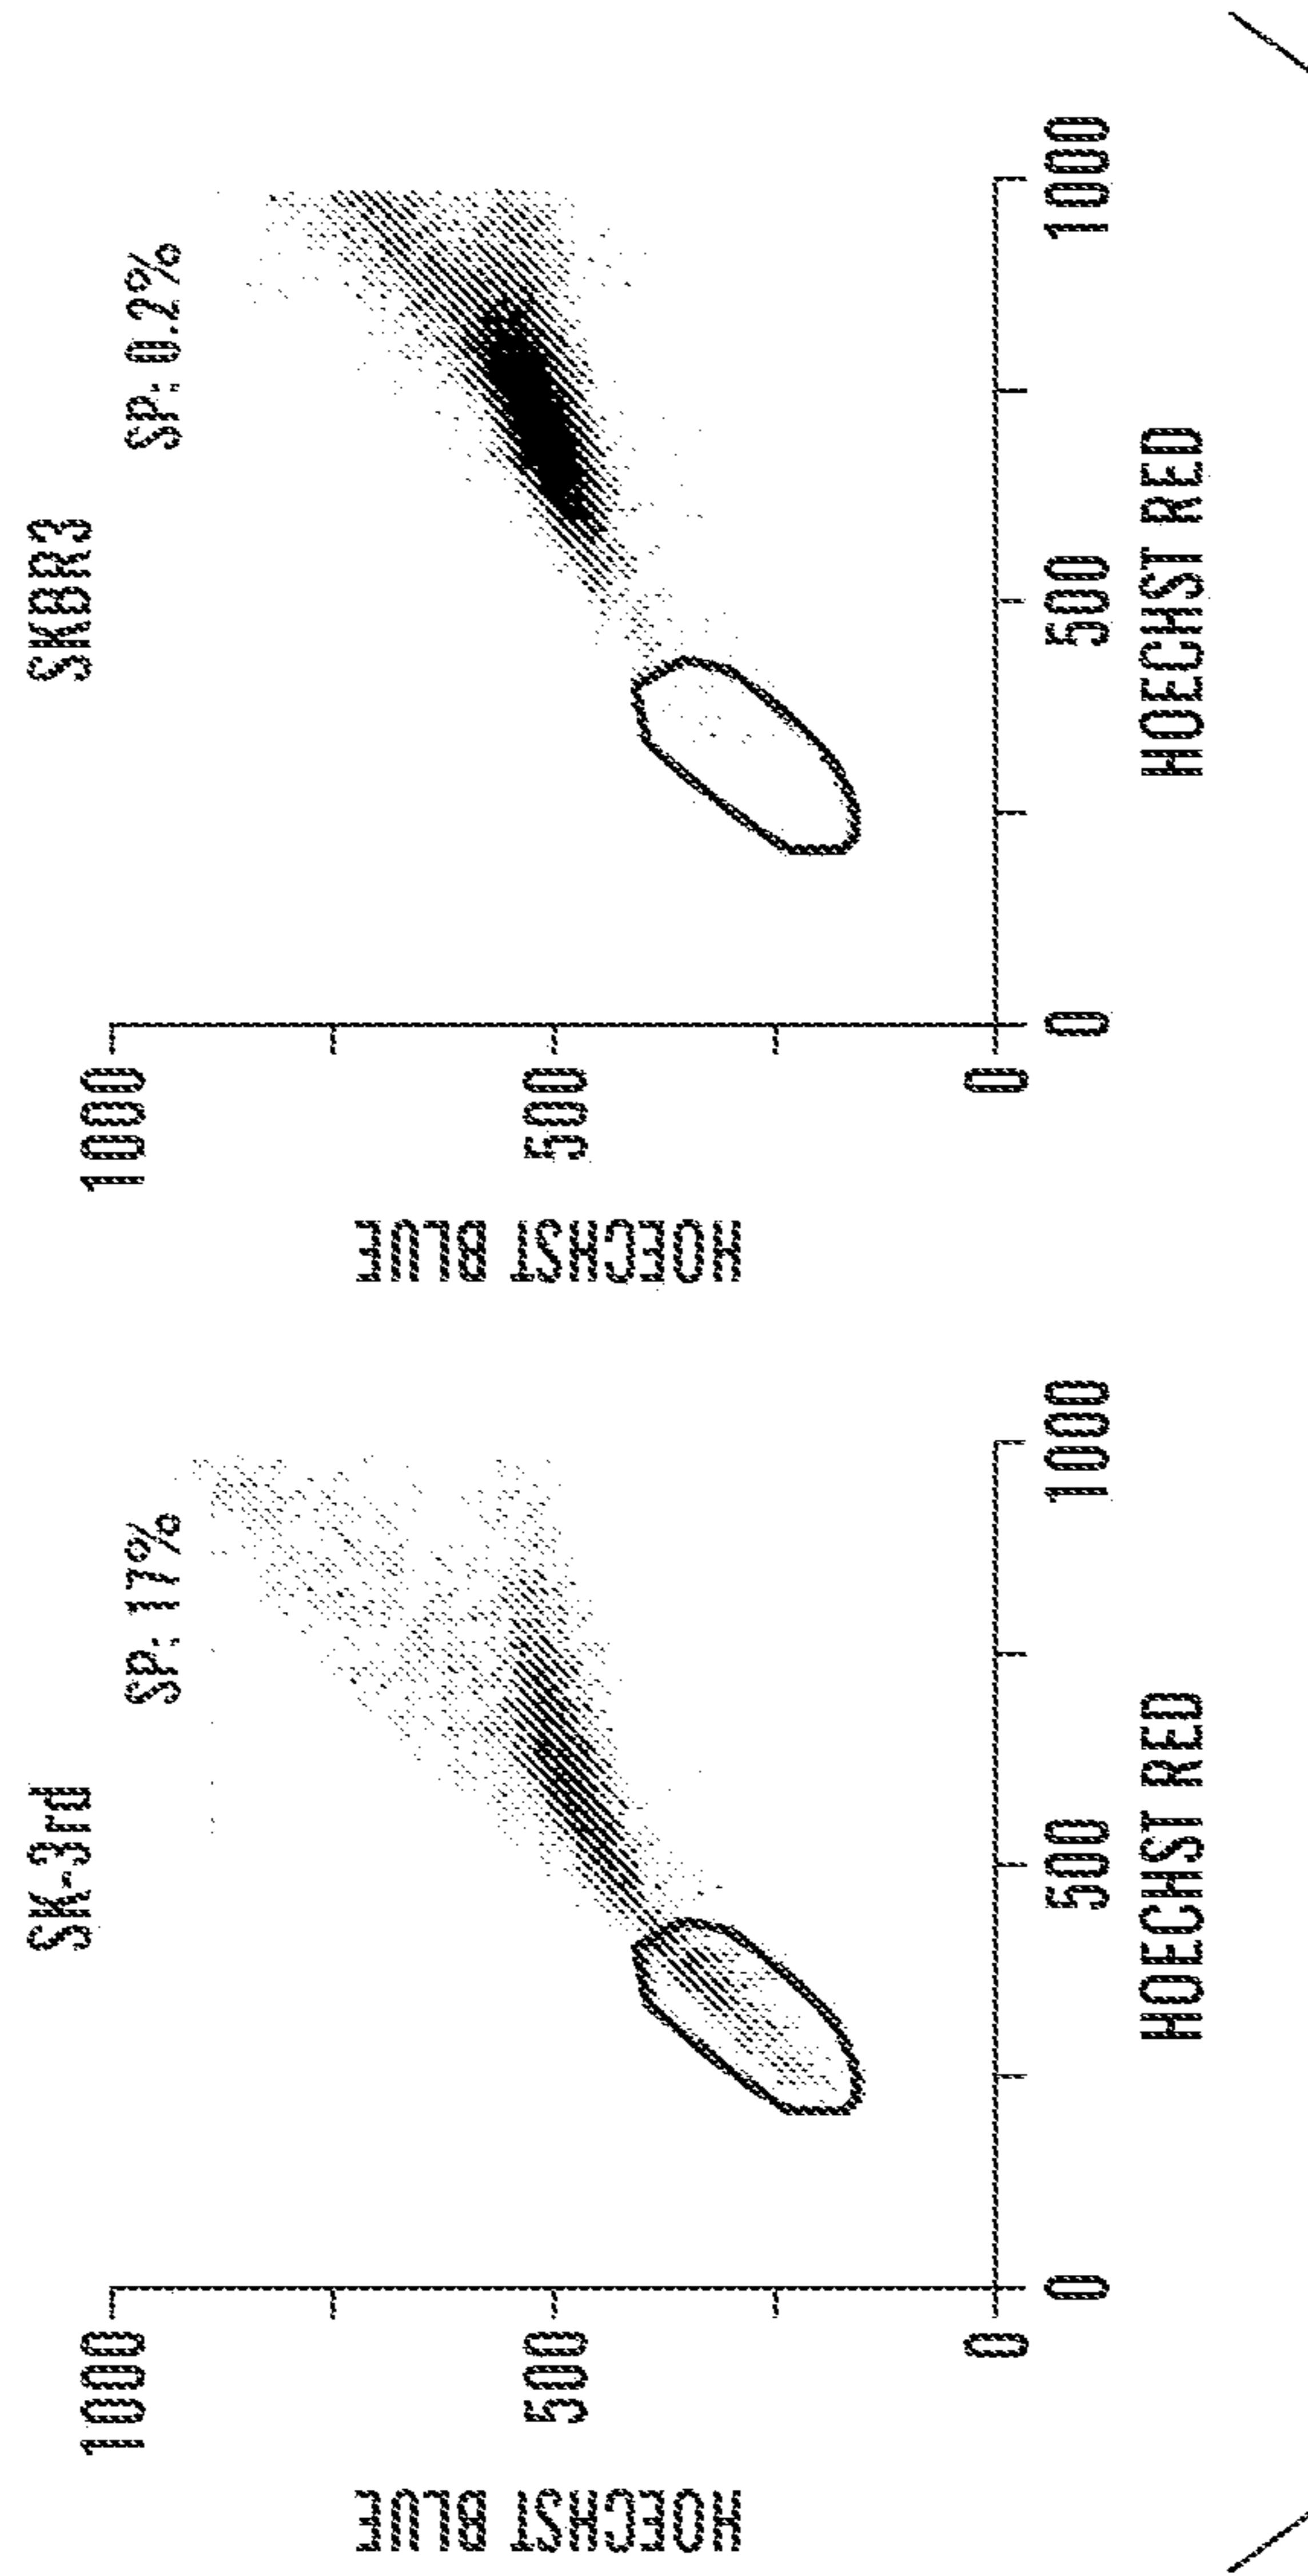 SK-3rd
SP: 17%
HOECHST BLUE
1000
500
0
0
500
1000
HOECHST RED
SKBR3
SP: 0.2%
HOECHST BLUE
1000
500
0
0
500
1000
HOECHST RED